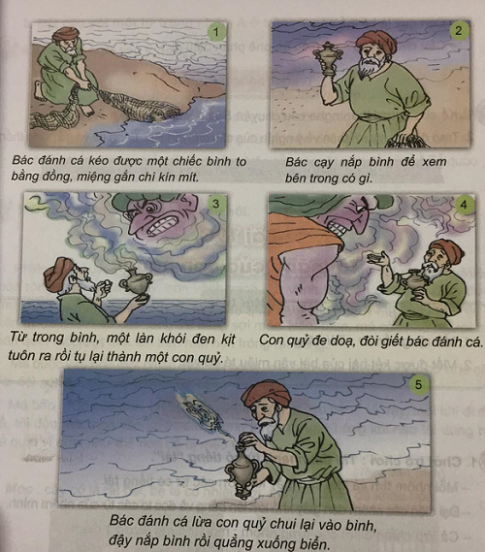 1
2
Bác đánh cá kéo được một chiếc bình to
bằng đồng, miệng gắn chì kín mít.
Bác cạy nắp bình để xem
bên trong có gì.
3
4
Từ trong bình, một làn khói đen kịt
tuôn ra rồi tụ lại thành một con quỷ.
Con quỷ đe doạ, đòi giết bác đánh cá.
5
Bác đánh cá lừa con quỷ chui lại vào bình,
đậy nắp bình rồi quẳng xuống biển.